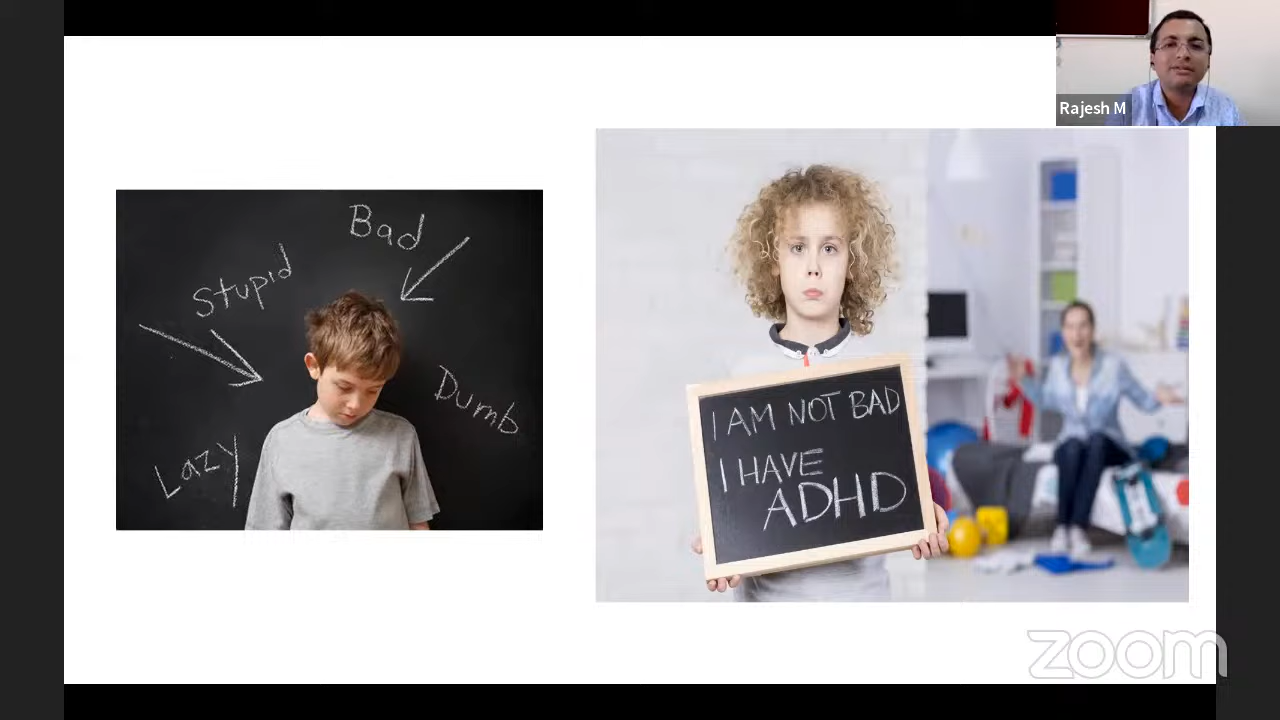 Rajesh M
Bad
Stupid
Dumb
Lazy
I AM NOT BAD
I HAVE
ADHD
zoom